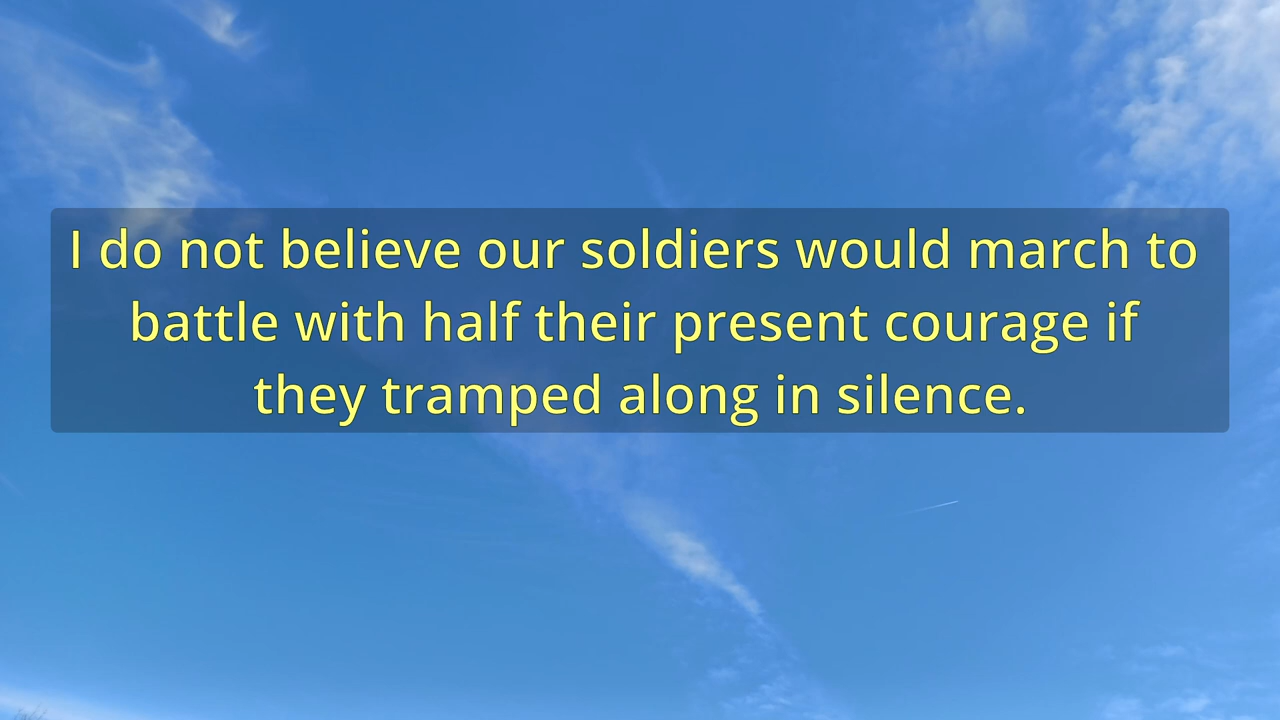 I do not believe our soldiers would march to
battle with half their present courage if
they tramped along in silence.